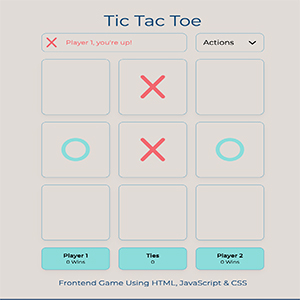 Tic Tac Toe
Player 1, you're up!
Actions
Player 1
0 Wins
Ties
0
Player 2
0 Wins
Frontend Game Using HTML, JavaScript & CSS